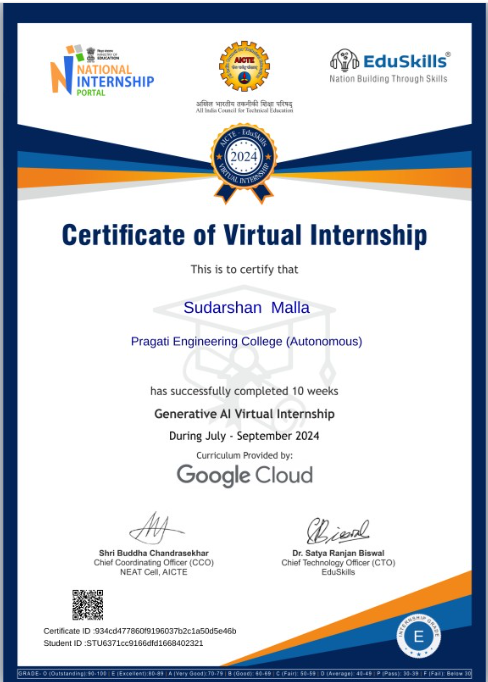 NATIONAL
INTERNSHIP
PORTAL
AICTE
अखिल भारतीय तकनीकी शिक्षा परिषद्
All India Council for Technical Education
EduSkills®
Nation Building Through Skills
AICTE - EduSkills
2024
VIRTUAL INTERNSHIP
Certificate of Virtual Internship
This is to certify that
Sudarshan Malla
Pragati Engineering College (Autonomous)
has successfully completed 10 weeks
Generative AI Virtual Internship
During July - September 2024
Curriculum Provided by:
Google Cloud
Shri Buddha Chandrasekhar
Chief Coordinating Officer (CCO)
NEAT Cell, AICTE
Dr. Satya Ranjan Biswal
Chief Technology Officer (CTO)
EduSkills
Certificate ID :934cd477860f9196037b2c1a50d5e46b
Student ID :STU6371cc9166dfd1668402321
INTERNSHIP GRADE
E
GRADE- O (Outstanding):90-100 | E (Excellent):80-89 | A (Very Good):70-79 | B (Good): 60-69 | C (Fair): 50-59 | D (Average): 40-49 | P (Pass): 30-39 | F (Fail): Below 30